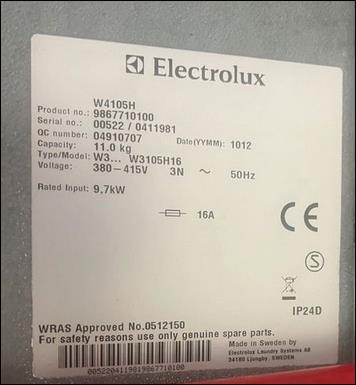 Electrolux
W4105H
Product no.: 9867710100
Serial no.: 00522 / 0411981
QC number: 04910707 Date(YYMM): 1012
Capacity: 11.0 kg
Type/Model: W3... W3105H16
Voltage: 380-415V 3N ~ 50Hz
Rated Input: 9,7kW
16A
CE
S
IP24D
WRAS Approved No.0512150
For safety reasons use only genuine spare parts.
Made in Sweden by
Electrolux Laundry Systems AB
34180 Ljungby, SWEDEN
0052204119819867710100